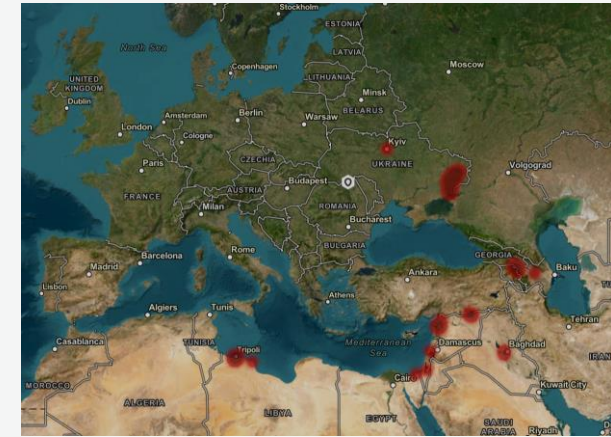 Stockholm
ESTONIA
North Sea
LATVIA
Moscow
Copenhagen
UNITED
KINGDOM
LITHUANIA
Dublin
Minsk
BELARUS
Amsterdam
Berlin
Warsaw
London
Cologne
Kyiv
Paris
CZECHIA
UKRAINE
Volgograd
Budapest
FRANCE
AUSTRIA
Milan
ROMANIA
Bucharest
BULGARIA
GEORGIA
Barcelona
Rome
Madrid
Baku
Ankara
Lisbon
Athens
Algiers
Tunis
Tehran
Casablanca
TUNISIA
Tripoli
Mediterranean
Sea
Damascus
Baghdad
IRAN
MOROCCO
Cairo
Kuwait City
ALGERIA
LIBYA
EGYPT
SAUDI
ARABIA
Riyadh